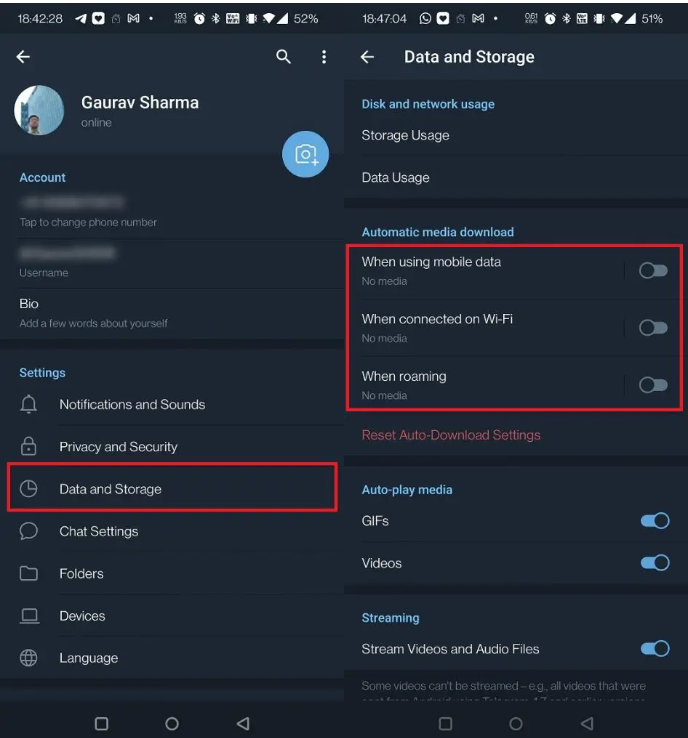 18:42:28
52%
Gaurav Sharma
online
Account
Tap to change phone number
Username
Bio
Add a few words about yourself
Settings
Notifications and Sounds
Privacy and Security
Data and Storage
Chat Settings
Folders
Devices
Language
18:47:04
51%
Data and Storage
Disk and network usage
Storage Usage
Data Usage
Automatic media download
When using mobile data
No media
When connected on Wi-Fi
No media
When roaming
No media
Reset Auto-Download Settings
Auto-play media
GIFs
Videos
Streaming
Stream Videos and Audio Files
Some videos can't be streamed – e.g., all videos that were